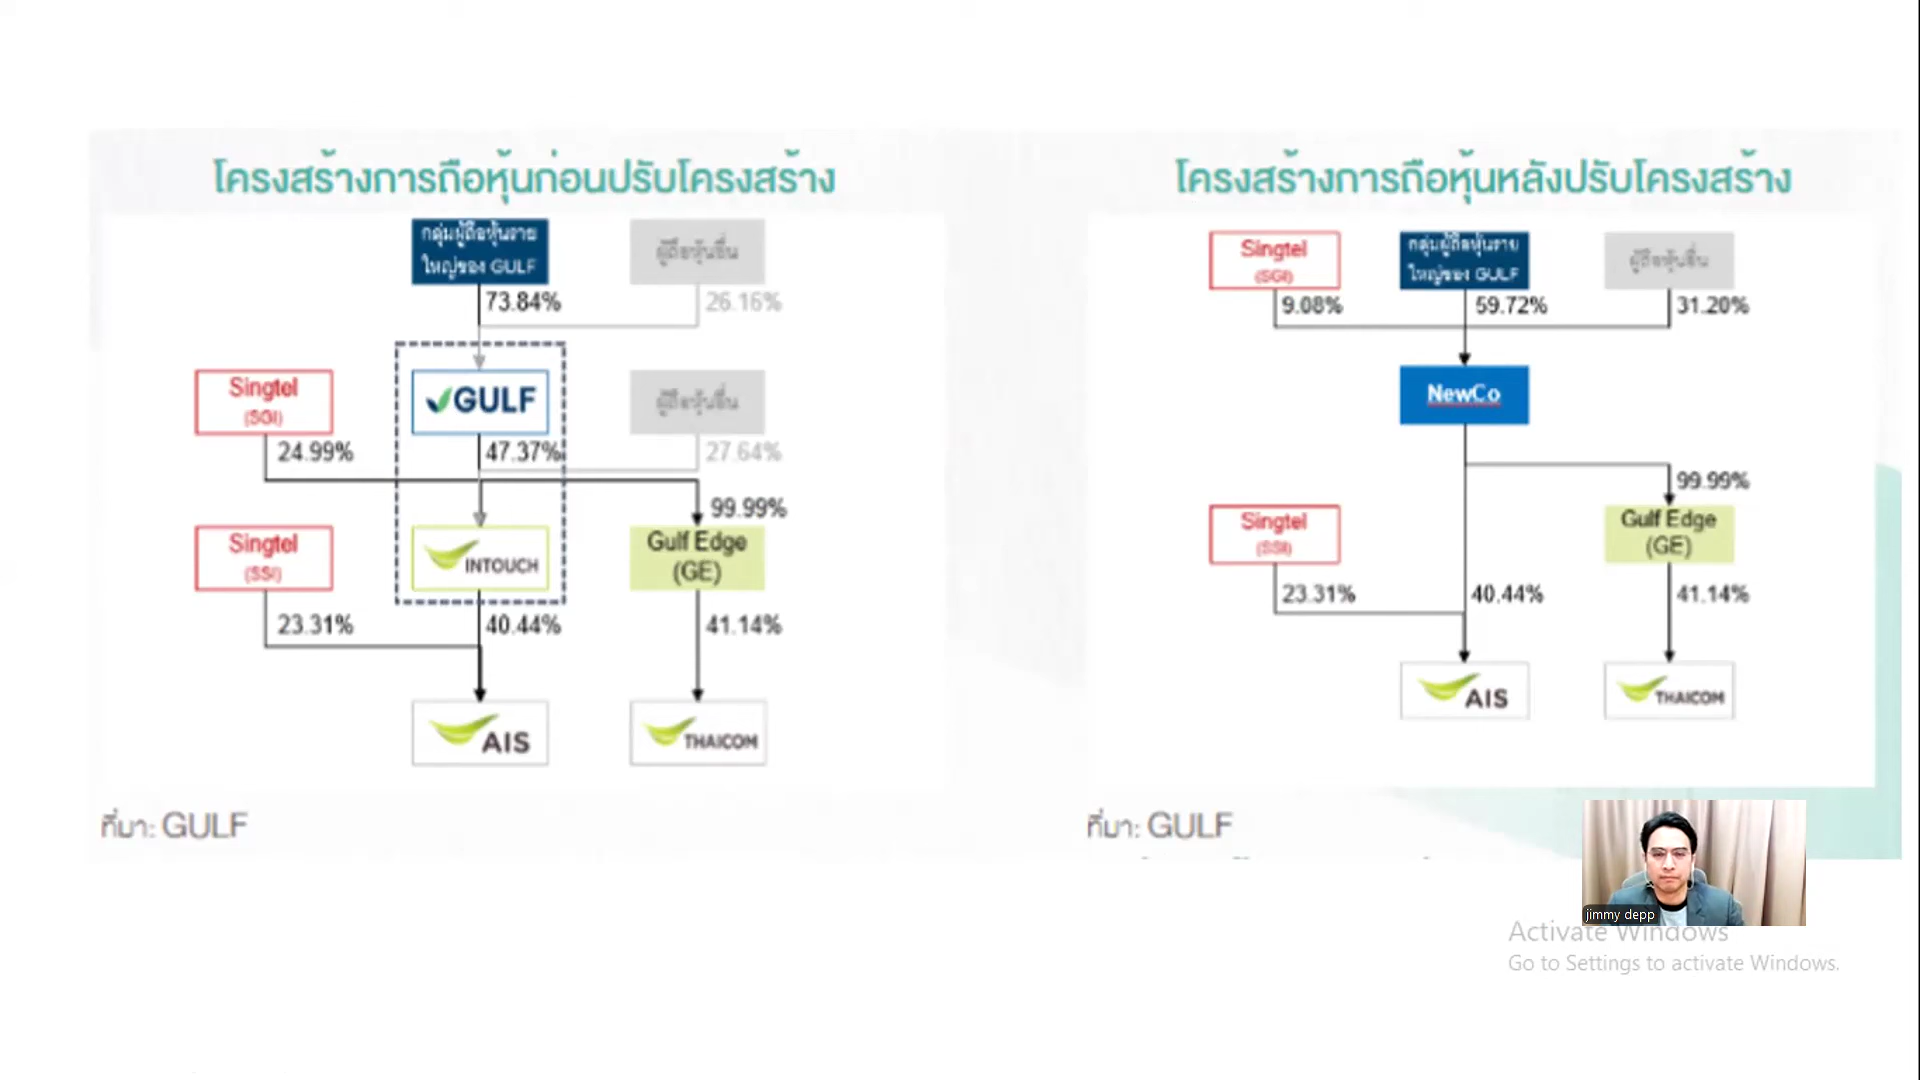 โครงสร้างการถือหุ้นก่อนปรับโครงสร้าง
กลุ่มผู้ถือหุ้นราย
ใหญ่ของ GULF
ผู้ถือหุ้นอื่น
73.84%
26.16%
Singtel
(SGI)
GULF
ผู้ถือหุ้นอื่น
24.99%
47.37%
27.64%
99.99%
Singtel
(SSI)
INTOUCH
Gulf Edge
(GE)
23.31%
40.44%
41.14%
AIS
THAICOM
ที่มา: GULF
โครงสร้างการถือหุ้นหลังปรับโครงสร้าง
Singtel
(SGI)
กลุ่มผู้ถือหุ้นราย
ใหญ่ของ GULF
ผู้ถือหุ้นอื่น
9.08%
59.72%
31.20%
NewCo
99.99%
Singtel
(SSI)
Gulf Edge
(GE)
23.31%
40.44%
41.14%
AIS
THAICOM
ที่มา: GULF
jimmy depp
Activate Windows
Go to Settings to activate Windows.